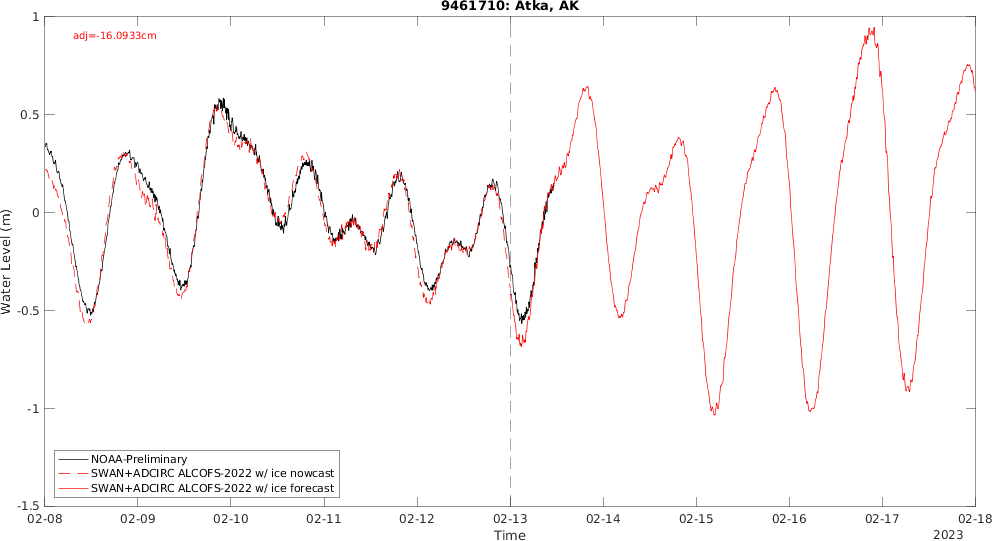 9461710: Atka, AK
adj=-16.0933cm
1
0.5
0
-0.5
-1
-1.5
Water Level (m)
NOAA-Preliminary
SWAN+ADCIRC ALCOFS-2022 w/ ice nowcast
SWAN+ADCIRC ALCOFS-2022 w/ ice forecast
02-08 02-09 02-10 02-11 02-12 02-13 02-14 02-15 02-16 02-17 02-18
Time
2023